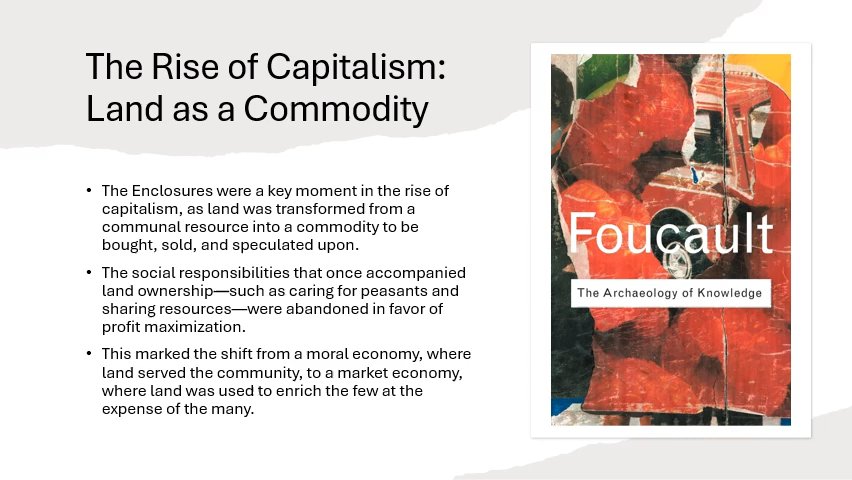 The Rise of Capitalism:
Land as a Commodity
• The Enclosures were a key moment in the rise of
capitalism, as land was transformed from a
communal resource into a commodity to be
bought, sold, and speculated upon.
• The social responsibilities that once accompanied
land ownership—such as caring for peasants and
sharing resources—were abandoned in favor of
profit maximization.
• This marked the shift from a moral economy, where
land served the community, to a market economy,
where land was used to enrich the few at the
expense of the many.
Foucault
The Archaeology of Knowledge